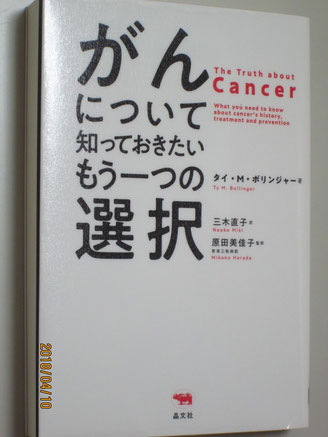 がん
The Truth about
Cancer
What you need to know
about cancer's history,
treatment and prevention
について
知っておきたい
もう一つの
選択
タイ・M・ボリンジャー 著
Ty M. Bollinger
三木直子 訳
Naoko Miki
原田美佳子 監修
Mikako Harada
晶文社
2018/04/10